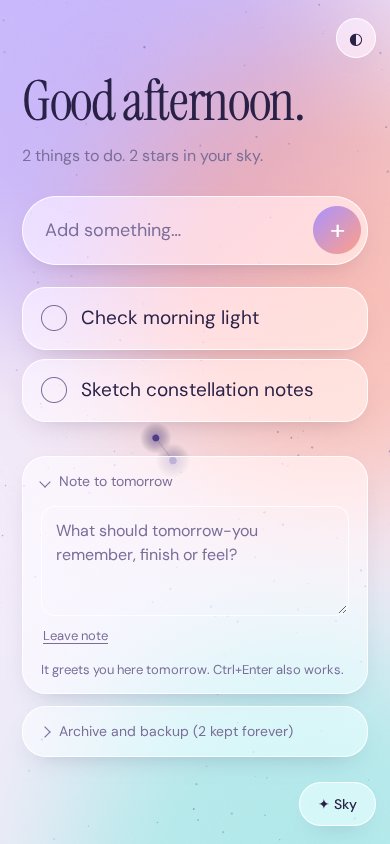 Good afternoon.
2 things to do. 2 stars in your sky.
Add something…
+
Check morning light
Sketch constellation notes
Note to tomorrow
What should tomorrow-you
remember, finish or feel?
Leave note
It greets you here tomorrow. Ctrl+Enter also works.
Archive and backup (2 kept forever)
✦ Sky